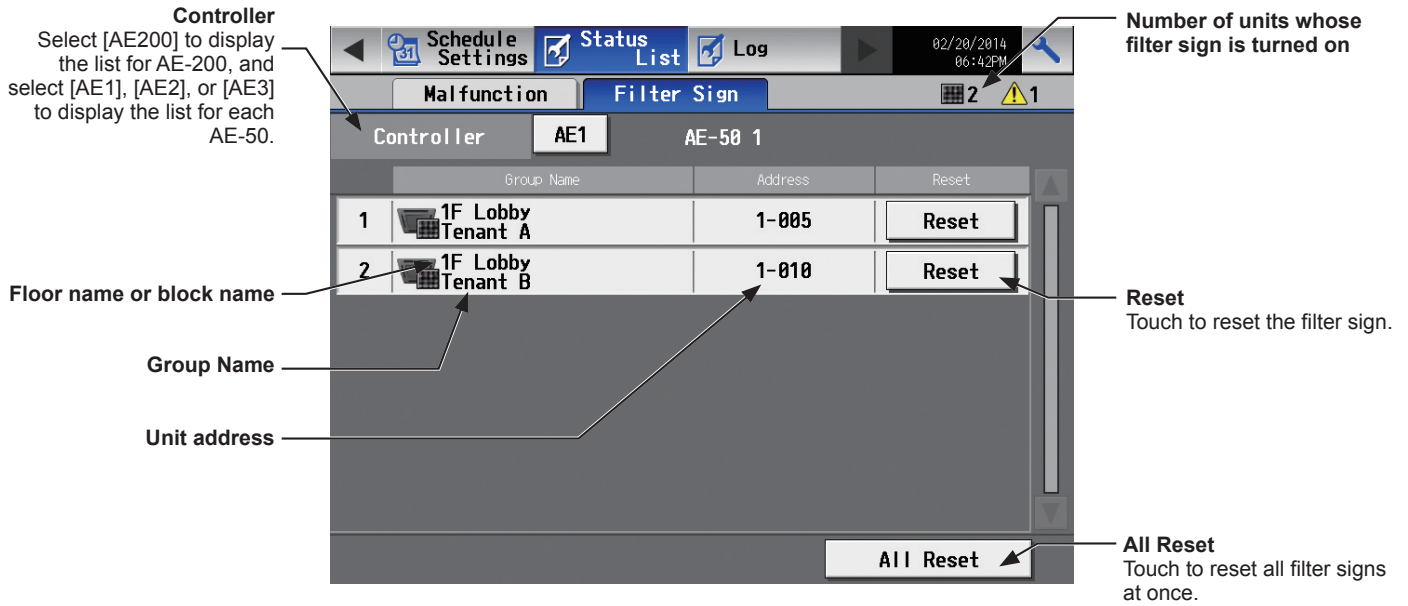 Controller
Select [AE200] to display
the list for AE-200, and
select [AE1], [AE2], or [AE3]
to display the list for each
AE-50.
Floor name or block name
Group Name
Unit address
Schedule
Settings
Status
List
Log
02/20/2014
06:42PM
Malfunction
Filter Sign
2
1
Controller
AE1
AE-50 1
Group Name
Address
Reset
1
1F Lobby
Tenant A
1-005
Reset
2
1F Lobby
Tenant B
1-010
Reset
All Reset
Number of units whose
filter sign is turned on
Reset
Touch to reset the filter sign.
All Reset
Touch to reset all filter signs
at once.
31